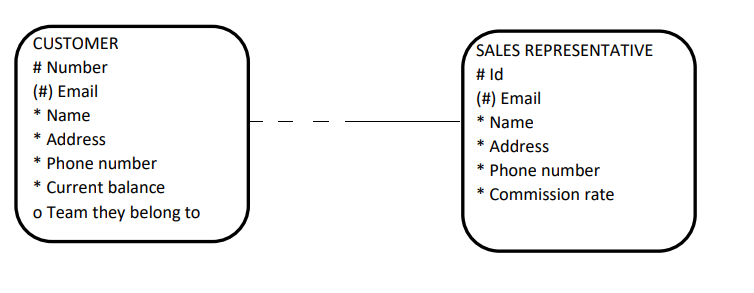 CUSTOMER
# Number
(#) Email
* Name
* Address
* Phone number
* Current balance
o Team they belong to
SALES REPRESENTATIVE
# Id
(#) Email
* Name
* Address
* Phone number
* Commission rate